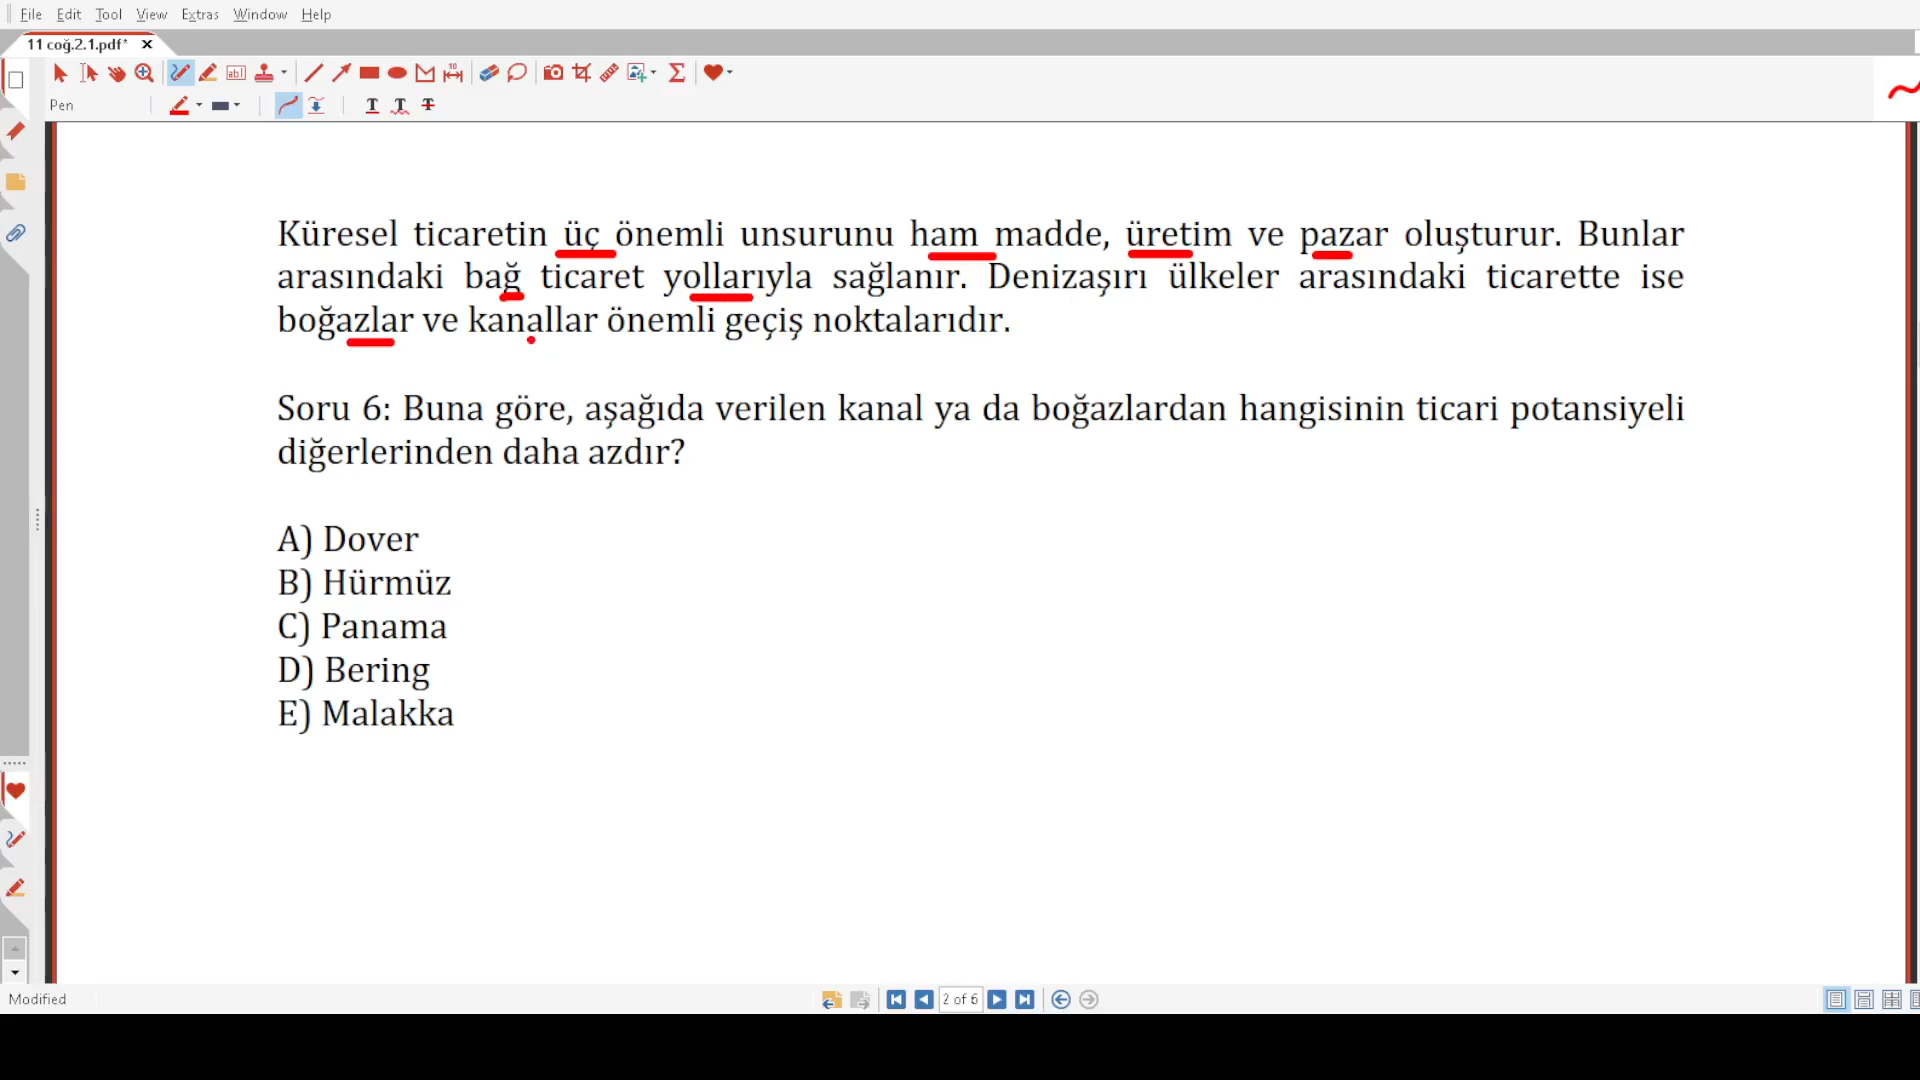 File Edit Tool View Extras Window Help
11 coğ.2.1.pdf*
Pen
Küresel ticaretin üç önemli unsurunu ham madde, üretim ve pazar oluşturur. Bunlar
arasındaki bağ ticaret yollarıyla sağlanır. Denizaşırı ülkeler arasındaki ticarette ise
boğazlar ve kanallar önemli geçiş noktalarıdır.
Soru 6: Buna göre, aşağıda verilen kanal ya da boğazlardan hangisinin ticari potansiyeli
diğerlerinden daha azdır?
A) Dover
B) Hürmüz
C) Panama
D) Bering
E) Malakka
Modified
2 of 6